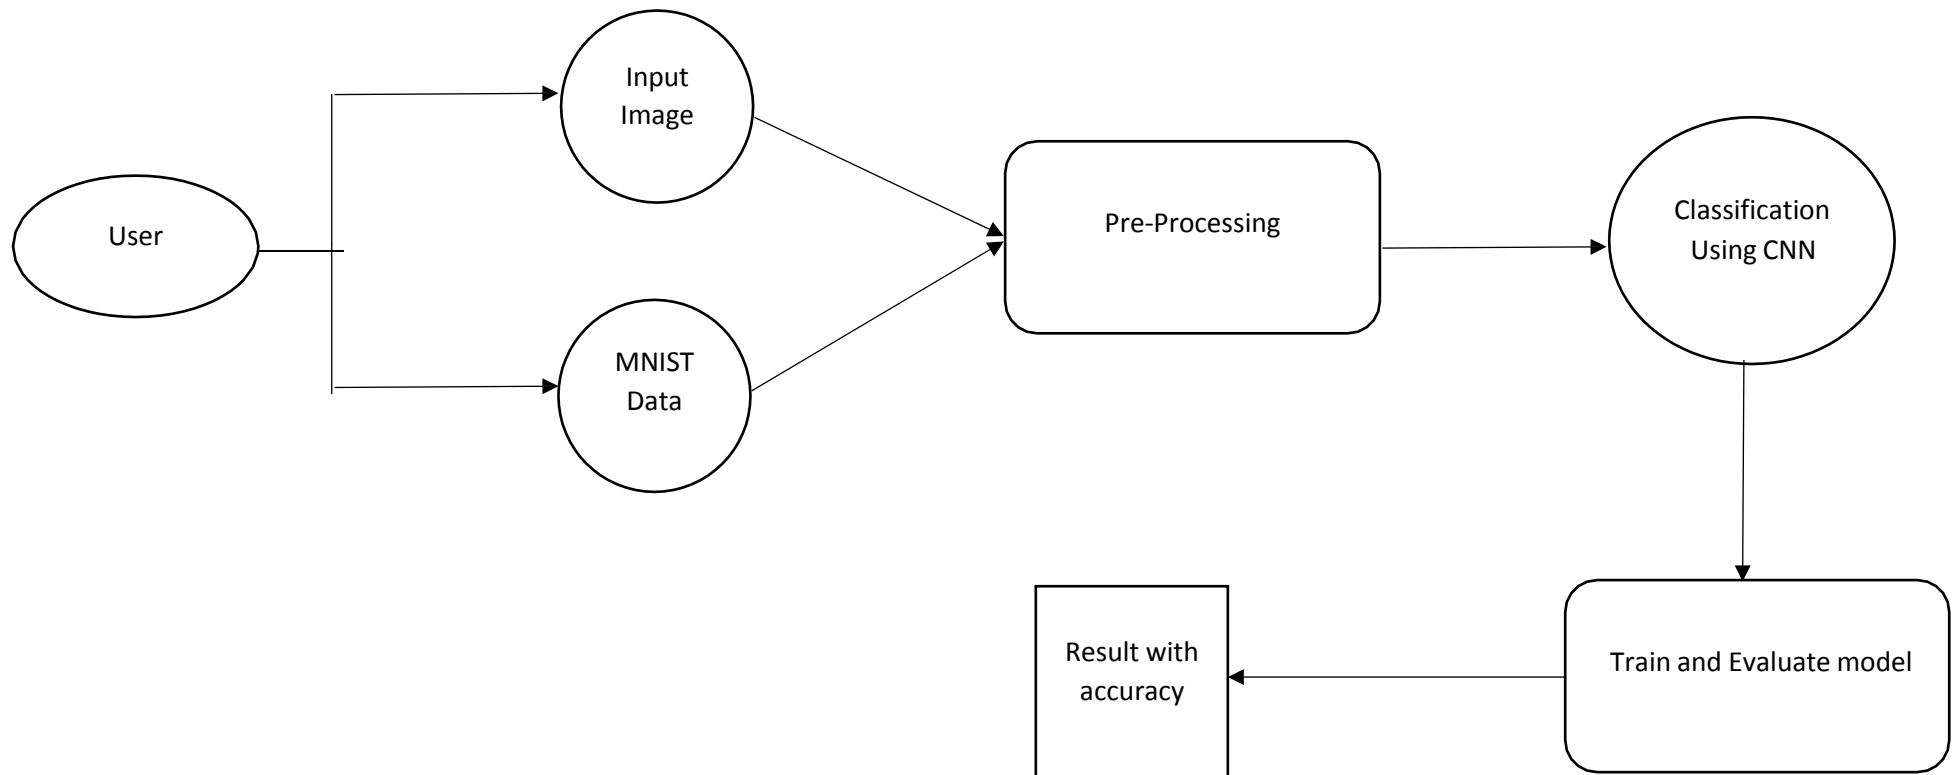 Input
Image
User
MNIST
Data
Pre-Processing
Classification
Using CNN
Train and Evaluate model
Result with
accuracy